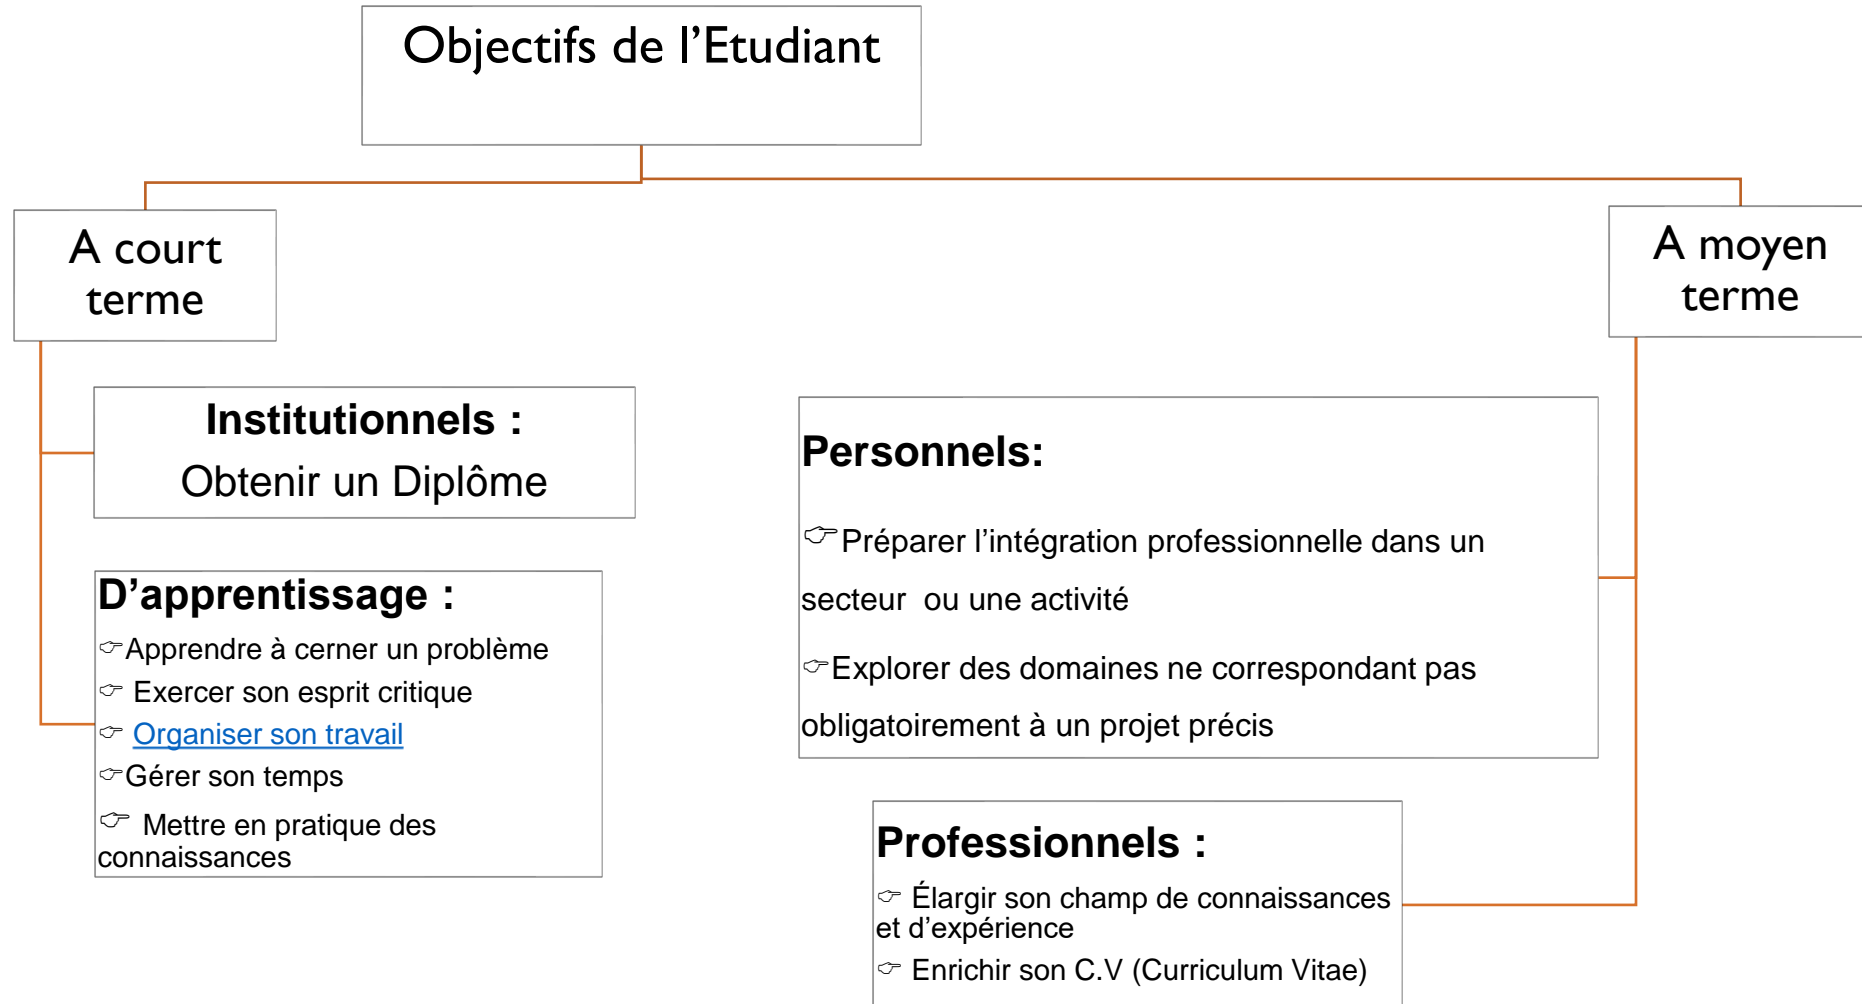 Objectifs de l’Etudiant
A court
terme
A moyen
terme
Institutionnels :
Obtenir un Diplôme
D’apprentissage :
☞Apprendre à cerner un problème
☞ Exercer son esprit critique
☞ Organiser son travail
☞Gérer son temps
☞ Mettre en pratique des
connaissances
Personnels:
☞Préparer l’intégration professionnelle dans un
secteur  ou une activité
☞Explorer des domaines ne correspondant pas
obligatoirement à un projet précis
Professionnels :
☞ Élargir son champ de connaissances
et d’expérience
☞ Enrichir son C.V (Curriculum Vitae)